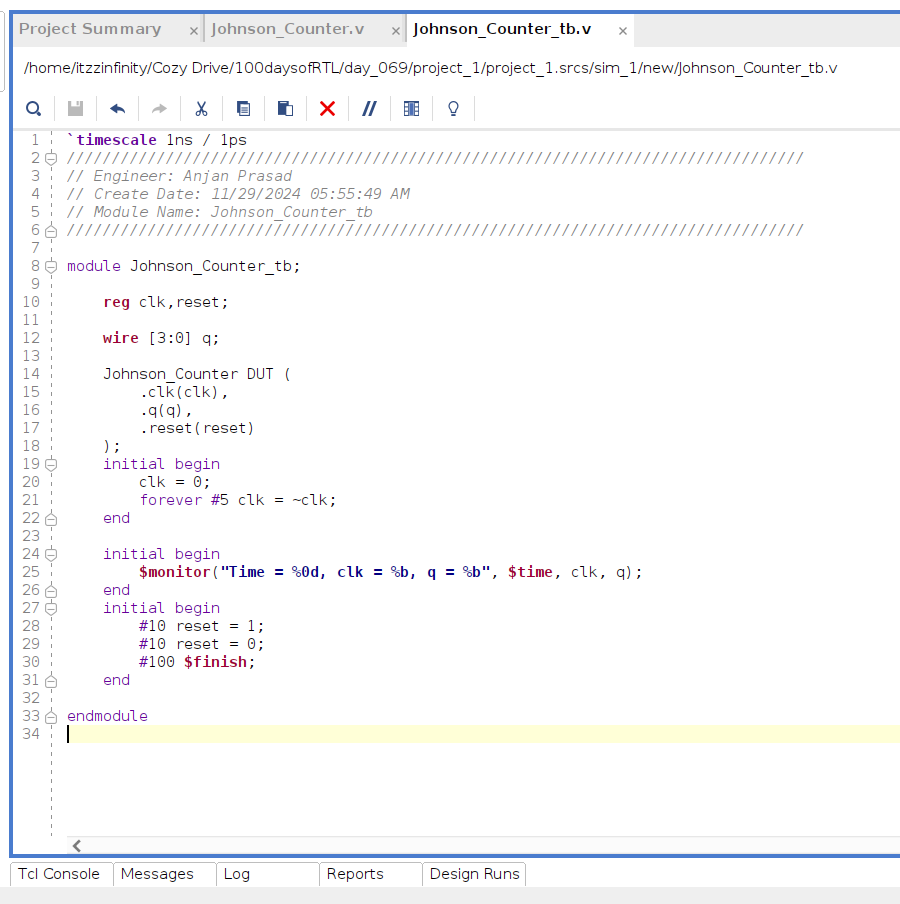 Project Summary × Johnson_Counter.v × Johnson_Counter_tb.v ×
/home/itzzinfinity/Cozy Drive/100daysofRTL/day_069/project_1/project_1.srcs/sim_1/new/Johnson_Counter_tb.v
1 `timescale 1ns / 1ps
2 //////////////////////////////////////////////////////////////////////////////////
3 // Engineer: Anjan Prasad
4 // Create Date: 11/29/2024 05:55:49 AM
5 // Module Name: Johnson_Counter_tb
6 //////////////////////////////////////////////////////////////////////////////////
7
8 module Johnson_Counter_tb;
9
10 reg clk,reset;
11
12 wire [3:0] q;
13
14 Johnson_Counter DUT (
15 .clk(clk),
16 .q(q),
17 .reset(reset)
18 );
19 initial begin
20 clk = 0;
21 forever #5 clk = ~clk;
22 end
23
24 initial begin
25 $monitor("Time = %0d, clk = %b, q = %b", $time, clk, q);
26 end
27 initial begin
28 #10 reset = 1;
29 #10 reset = 0;
30 #100 $finish;
31 end
32
33 endmodule
34
Tcl Console Messages Log Reports Design Runs